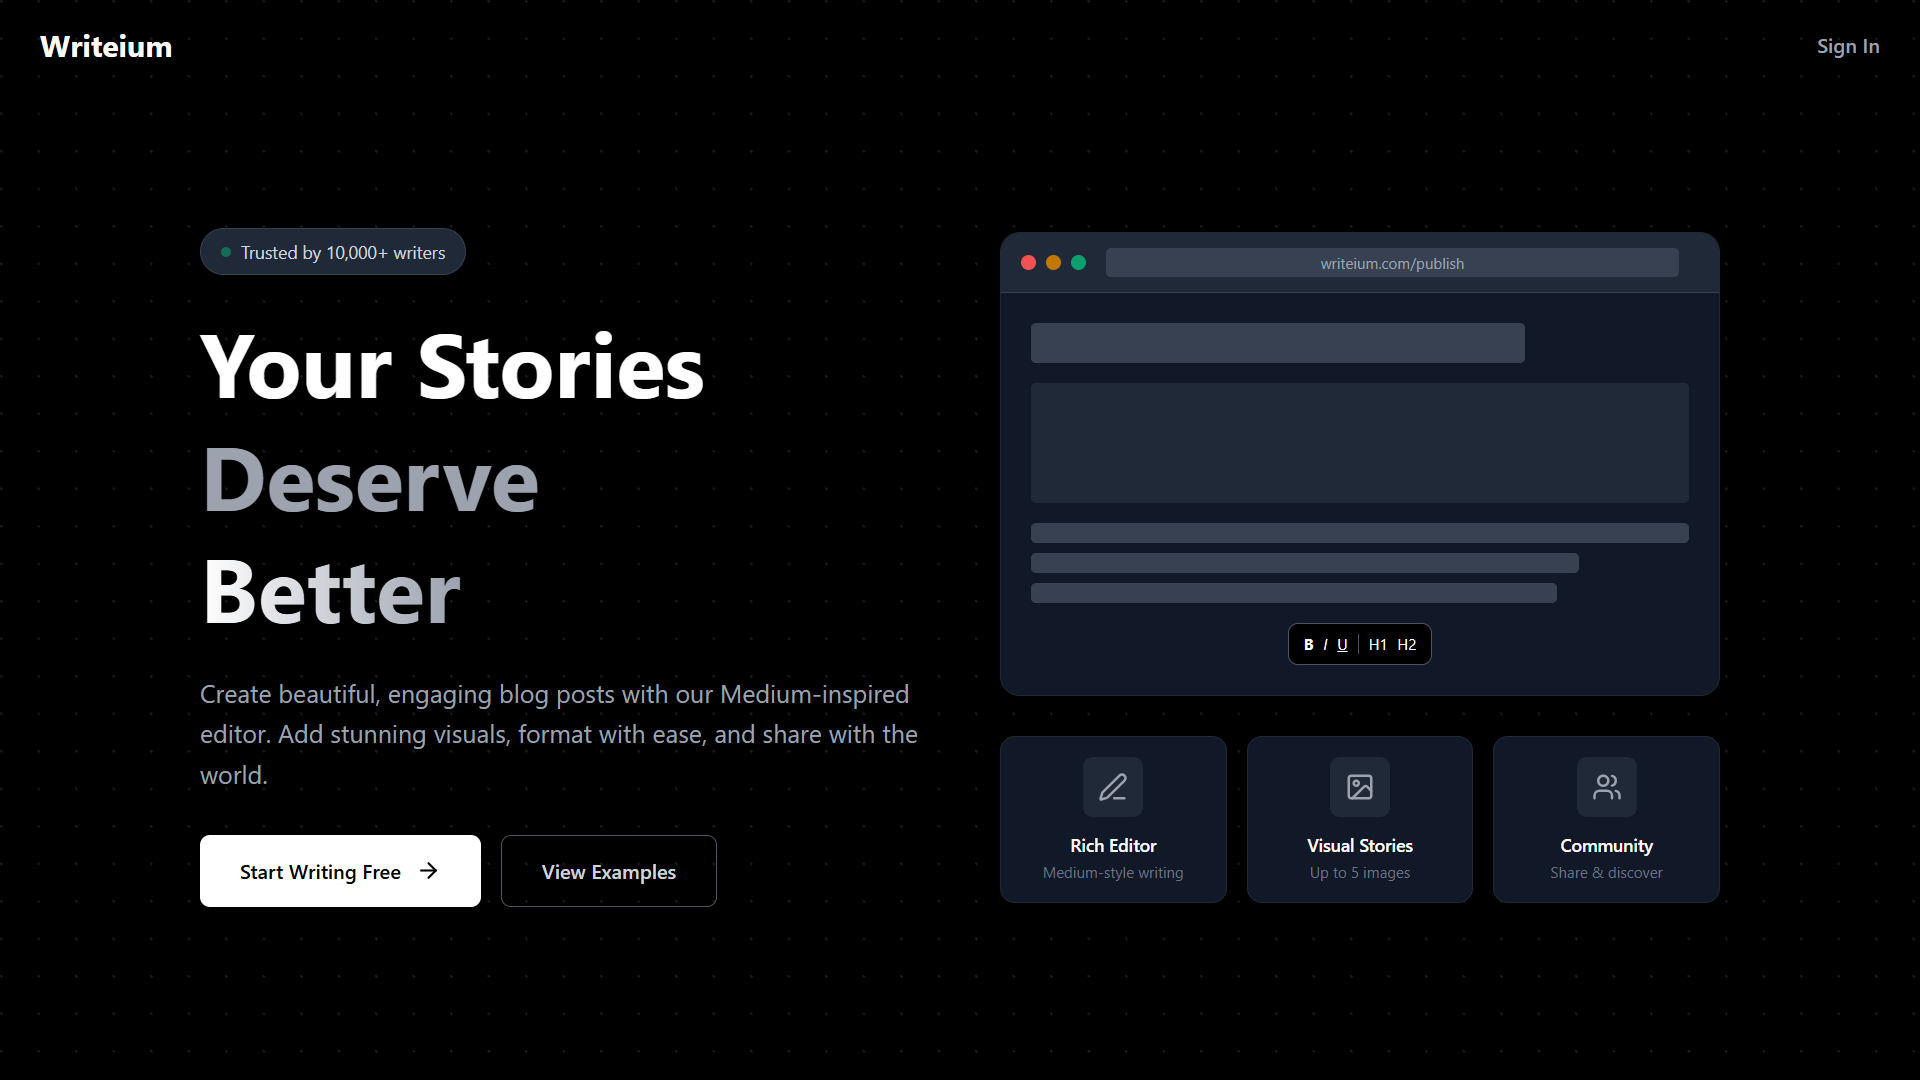 Writeium
Sign In
Trusted by 10,000+ writers
Your Stories
Deserve
Better
Create beautiful, engaging blog posts with our Medium-inspired
editor. Add stunning visuals, format with ease, and share with the
world.
Start Writing Free
View Examples
writeium.com/publish
B I U H1 H2
Rich Editor
Medium-style writing
Visual Stories
Up to 5 images
Community
Share & discover